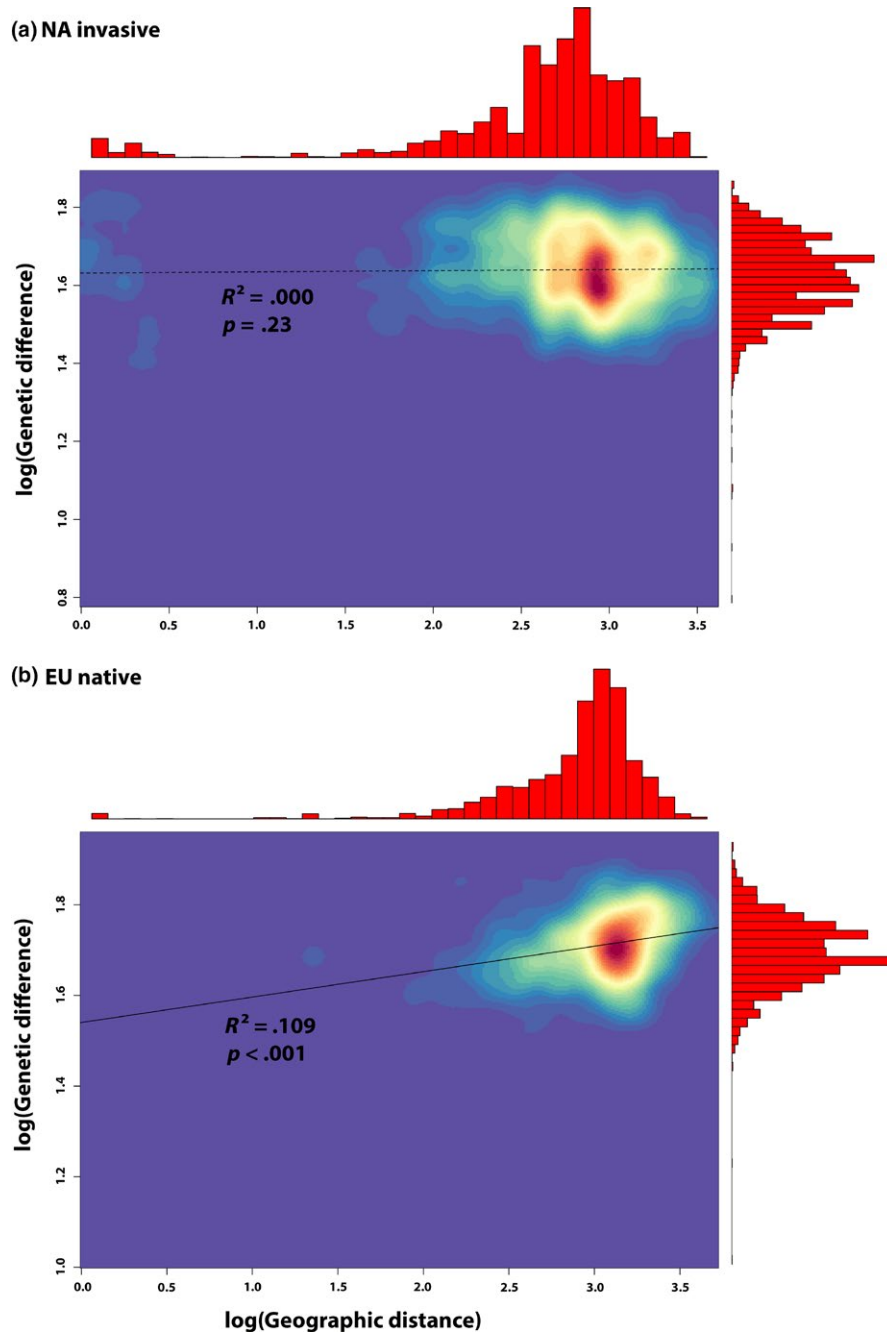 (a) NA invasive
log(Genetic difference)
1.8
1.6
1.4
1.2
1.0
0.8
R² = .000
p = .23
0.0 0.5 1.0 1.5 2.0 2.5 3.0 3.5
(b) EU native
log(Genetic difference)
1.8
1.6
1.4
1.2
1.0
R² = .109
p < .001
0.0 0.5 1.0 1.5 2.0 2.5 3.0 3.5
log(Geographic distance)